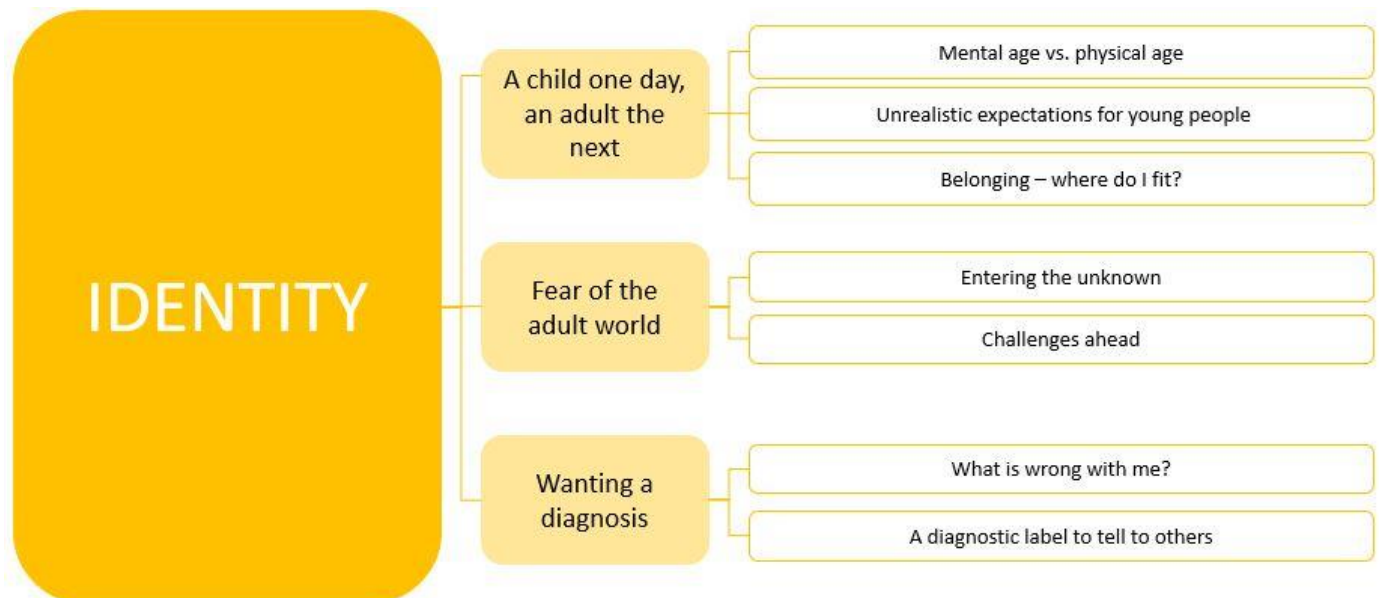 IDENTITY
A child one day,
an adult the
next
Mental age vs. physical age
Unrealistic expectations for young people
Belonging – where do I fit?
Fear of the
adult world
Entering the unknown
Challenges ahead
Wanting a
diagnosis
What is wrong with me?
A diagnostic label to tell to others